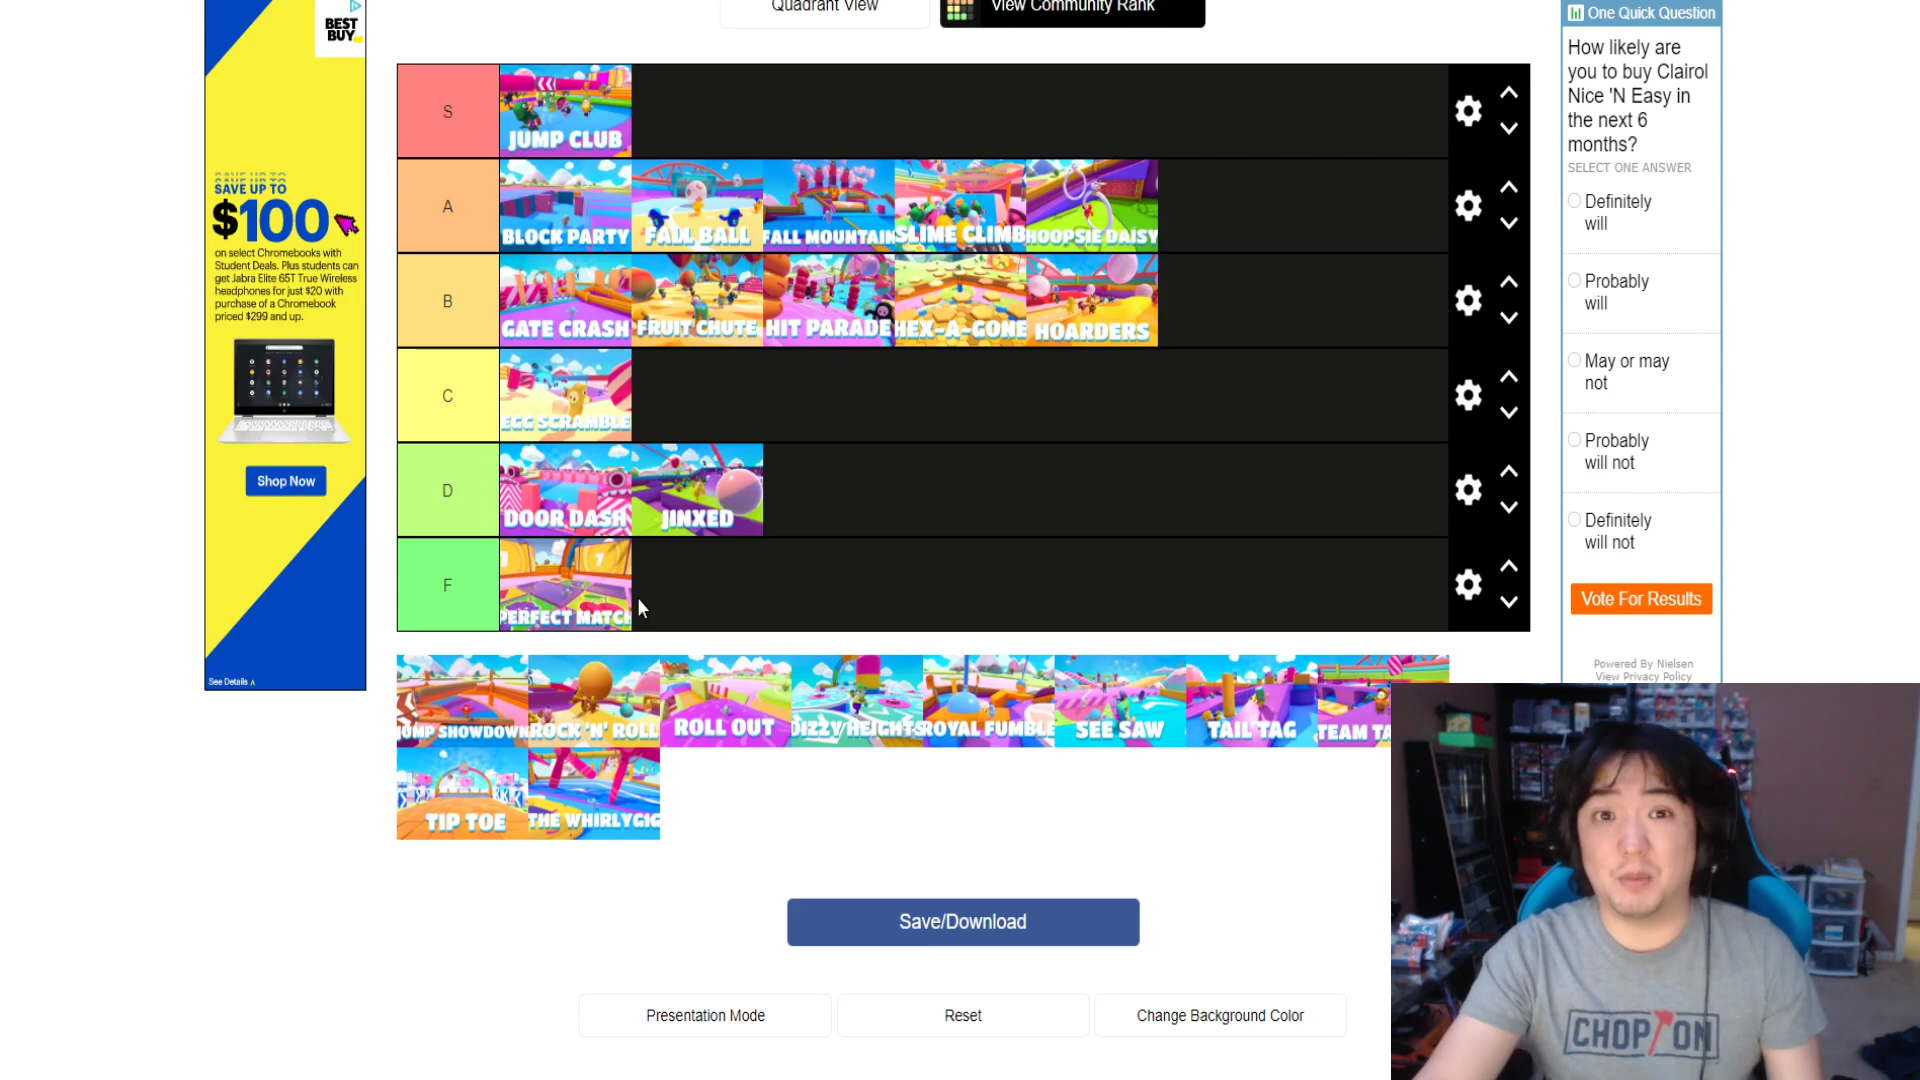 Quadrant View
View Community Rank
BEST
BUY
SAVE UP TO
$100
on select Chromebooks with
Student Deals. Plus students can
get Jabra Elite 65T True Wireless
headphones for just $20 with
purchase of a Chromebook
priced $299 and up.
Shop Now
See Details
S
JUMP CLUB
A
BLOCK PARTY
FALL BALL
FALL MOUNTAIN
SLIME CLIMB
HOOPSIE DAISY
B
GATE CRASH
FRUIT CHUTE
HIT PARADE
HEX-A-GONE
HOARDERS
C
EGG SCRAMBLE
D
DOOR DASH
JINXED
F
PERFECT MATCH
JUMP SHOWDOWN
ROCK 'N' ROLL
ROLL OUT
DIZZY HEIGHTS
ROYAL FUMBLE
SEE SAW
TAIL TAG
TEAM TA
TIP TOE
THE WHIRLYGIG
Save/Download
Presentation Mode
Reset
Change Background Color
One Quick Question
How likely are
you to buy Clairol
Nice 'N Easy in
the next 6
months?
SELECT ONE ANSWER
Definitely
will
Probably
will
May or may
not
Probably
will not
Definitely
will not
Vote For Results
Powered By Nielsen
View Privacy Policy
CHOP ON